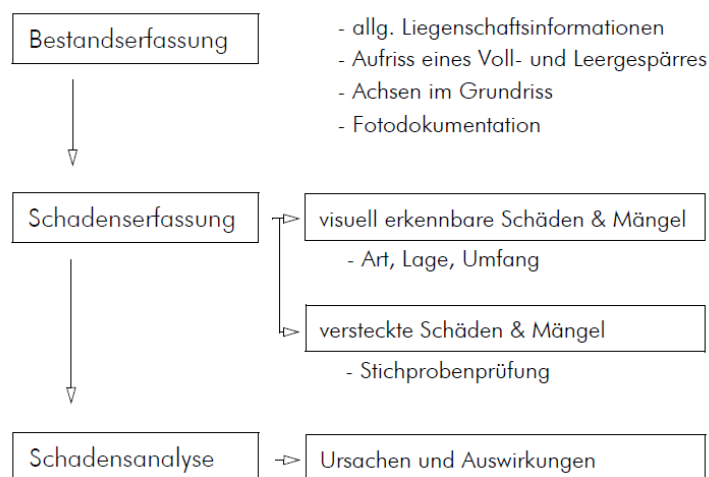 Bestandserfassung
- allg. Liegenschaftsinformationen
- Aufriss eines Voll- und Leergespärres
- Achsen im Grundriss
- Fotodokumentation
Schadenserfassung
visuell erkennbare Schäden & Mängel
- Art, Lage, Umfang
versteckte Schäden & Mängel
- Stichprobenprüfung
Schadensanalyse
Ursachen und Auswirkungen